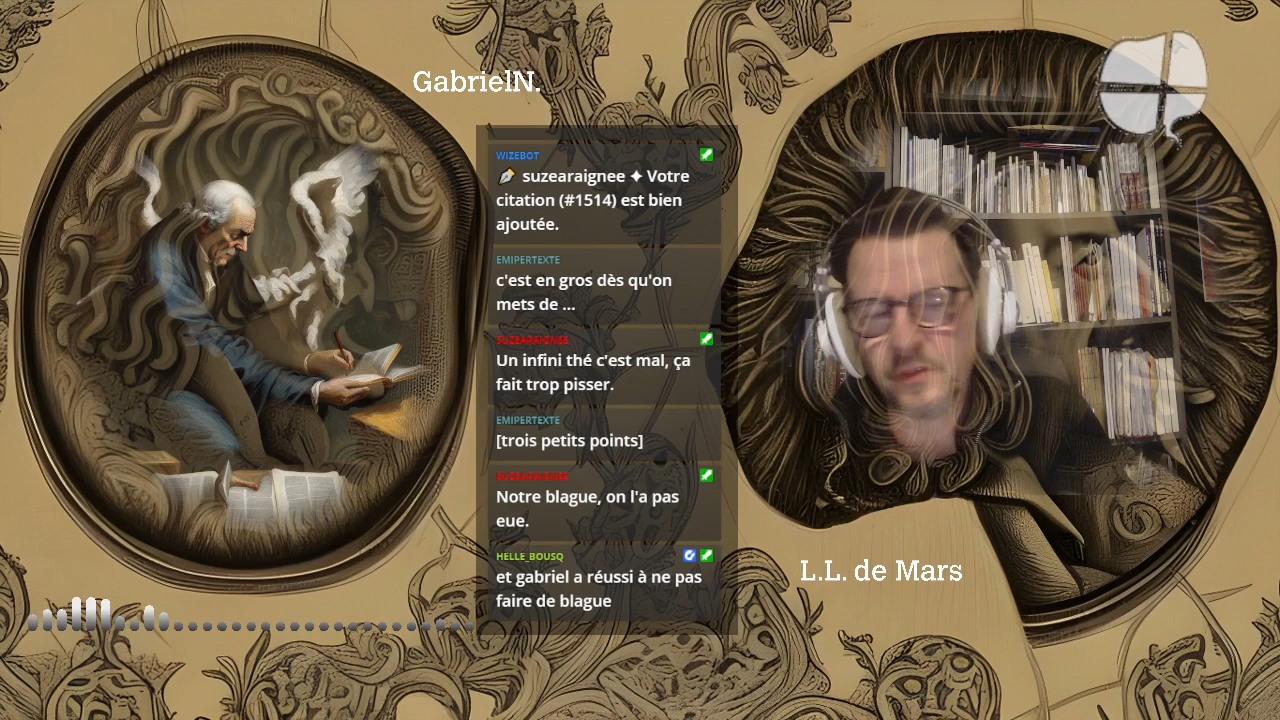 GabrielN.
WIZEBOT
suzearaignee ✦ Votre
citation (#1514) est bien
ajoutée.
EMIPERTEXTE
c'est en gros dès qu'on
mets de ...
SUZEARAIGNEE
Un infini thé c'est mal, ça
fait trop pisser.
EMIPERTEXTE
[trois petits points]
SUZEARAIGNEE
Notre blague, on l'a pas
eue.
HELLE_BOUSQ
et gabriel a réussi à ne pas
faire de blague
L.L. de Mars